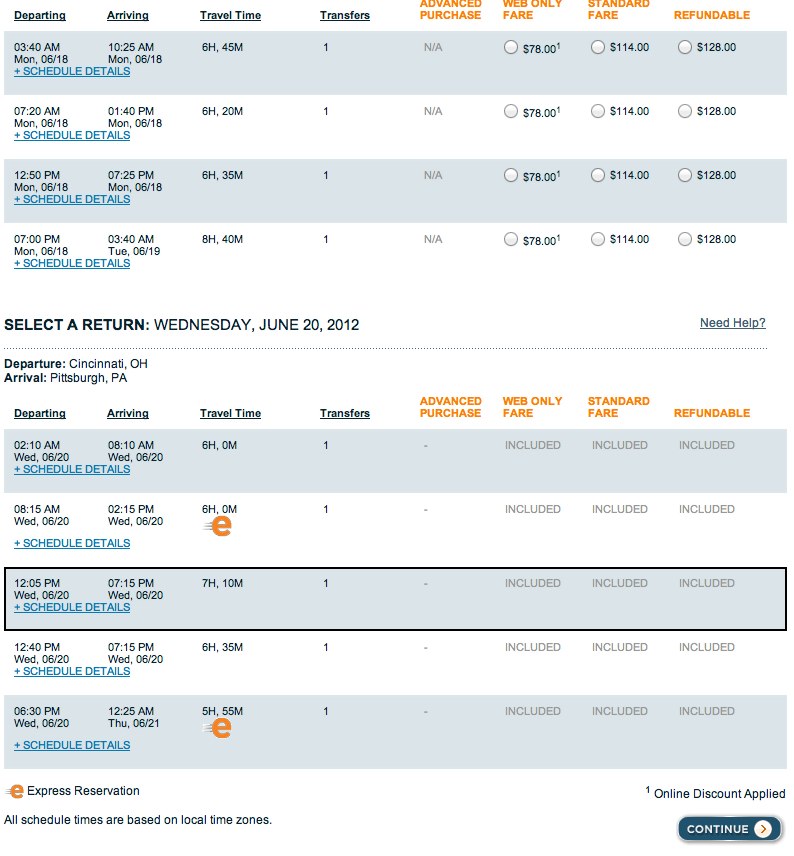 Departing Arriving Travel Time Transfers ADVANCED PURCHASE WEB ONLY FARE STANDARD FARE REFUNDABLE
03:40 AM 10:25 AM 6H, 45M 1 N/A $78.00¹ $114.00 $128.00
Mon, 06/18 Mon, 06/18
+ SCHEDULE DETAILS
07:20 AM 01:40 PM 6H, 20M 1 N/A $78.00¹ $114.00 $128.00
Mon, 06/18 Mon, 06/18
+ SCHEDULE DETAILS
12:50 PM 07:25 PM 6H, 35M 1 N/A $78.00¹ $114.00 $128.00
Mon, 06/18 Mon, 06/18
+ SCHEDULE DETAILS
07:00 PM 03:40 AM 8H, 40M 1 N/A $78.00¹ $114.00 $128.00
Mon, 06/18 Tue, 06/19
+ SCHEDULE DETAILS
SELECT A RETURN: WEDNESDAY, JUNE 20, 2012 Need Help?
Departure: Cincinnati, OH
Arrival: Pittsburgh, PA
Departing Arriving Travel Time Transfers ADVANCED PURCHASE WEB ONLY FARE STANDARD FARE REFUNDABLE
02:10 AM 08:10 AM 6H, 0M 1 - INCLUDED INCLUDED INCLUDED
Wed, 06/20 Wed, 06/20
+ SCHEDULE DETAILS
08:15 AM 02:15 PM 6H, 0M 1 - INCLUDED INCLUDED INCLUDED
Wed, 06/20 Wed, 06/20 e
+ SCHEDULE DETAILS
12:05 PM 07:15 PM 7H, 10M 1 - INCLUDED INCLUDED INCLUDED
Wed, 06/20 Wed, 06/20
+ SCHEDULE DETAILS
12:40 PM 07:15 PM 6H, 35M 1 - INCLUDED INCLUDED INCLUDED
Wed, 06/20 Wed, 06/20
+ SCHEDULE DETAILS
06:30 PM 12:25 AM 5H, 55M 1 - INCLUDED INCLUDED INCLUDED
Wed, 06/20 Thu, 06/21 e
+ SCHEDULE DETAILS
e Express Reservation ¹ Online Discount Applied
All schedule times are based on local time zones.
CONTINUE